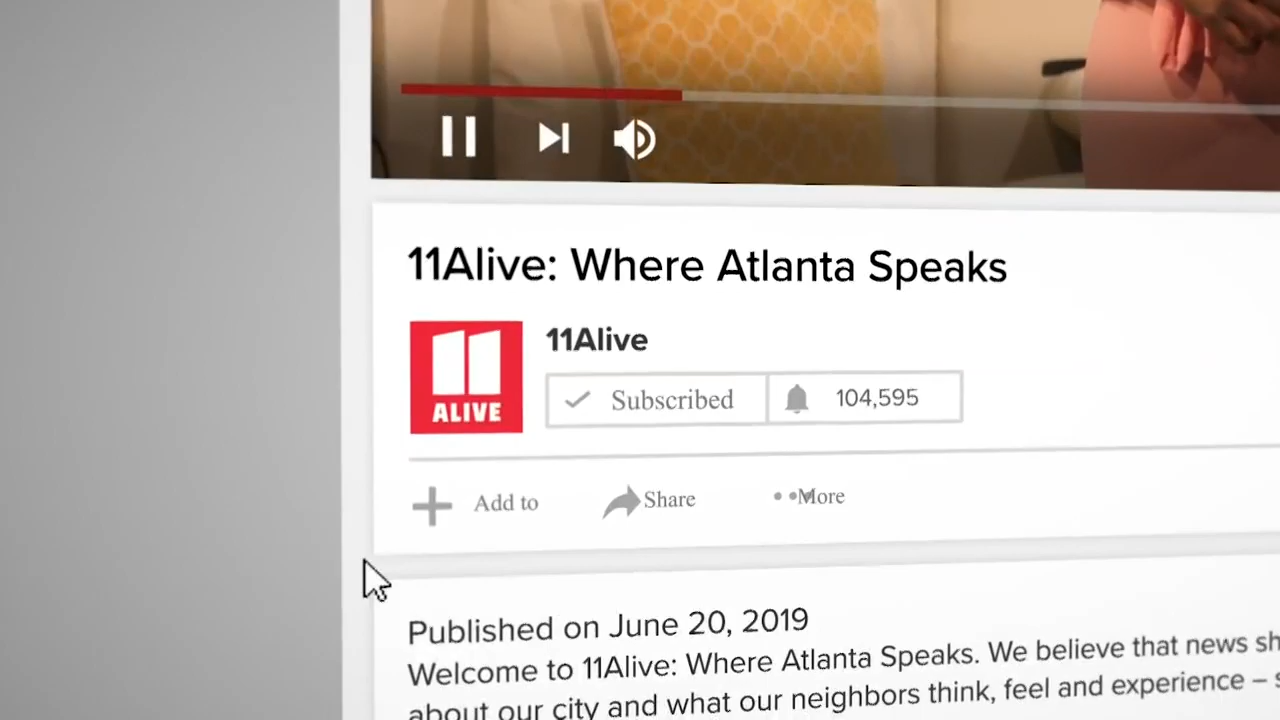 11Alive: Where Atlanta Speaks
11
ALIVE
11Alive
Subscribed 104,595
Add to Share More
Published on June 20, 2019
Welcome to 11Alive: Where Atlanta Speaks. We believe that news sh
about our city and what our neighbors think, feel and experience – s